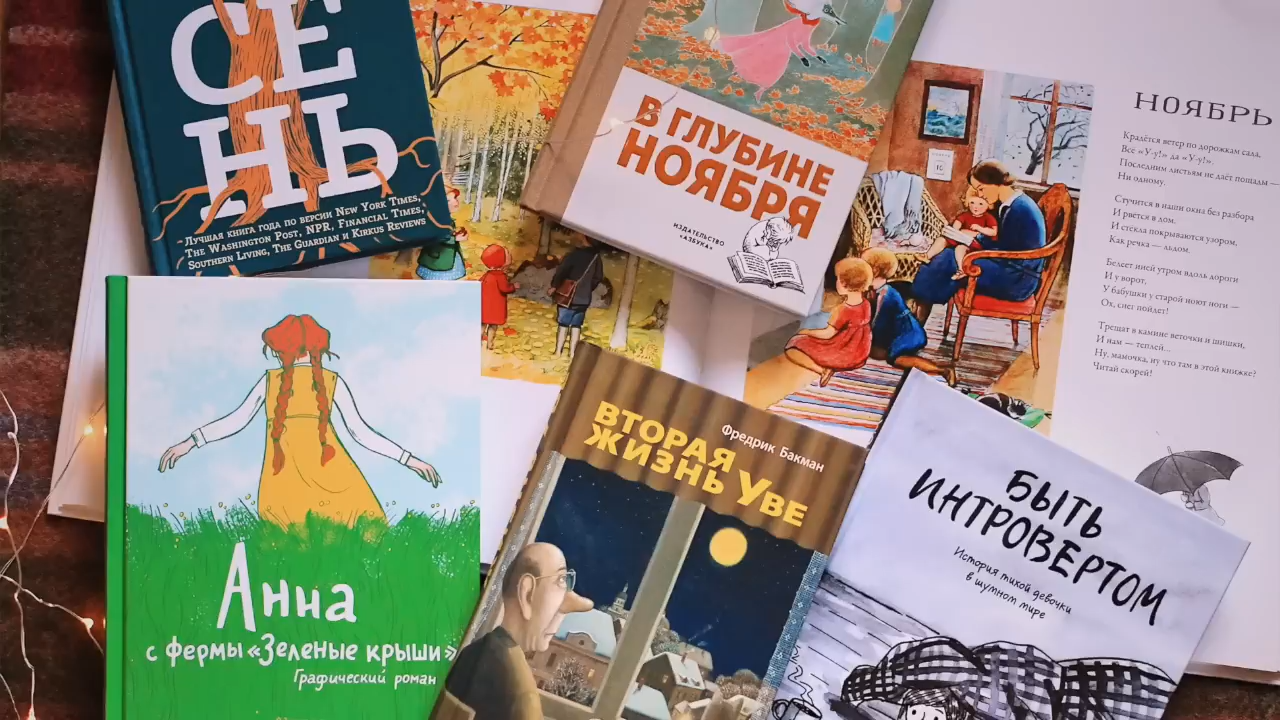 СЕ
НЬ
Лучшая книга года по версии New York Times,
The Washington Post, NPR, Financial Times,
Southern Living, The Guardian и Kirkus Reviews
В ГЛУБИНЕ
НОЯБРЯ
ИЗДАТЕЛЬСТВО
«АЗБУКА»
НОЯБРЬ
Крадётся ветер по дорожкам сада,
Всё «У-у!» да «У-у!».
Последним листьям не даёт пощады —
Ни одному.
Стучится в наши окна без разбора
И рвётся в дом.
И стекла покрываются узором,
Как речка — льдом.
Белеет иней утром вдоль дороги
И у ворот,
У бабушки у старой ноют ноги —
Ох, снег пойдет!
Трещат в камине веточки и шишки,
И нам — теплей...
Ну, мамочка, ну что там в этой книжке?
Читай скорей!
Анна
с фермы «Зеленые крыши»
Графический роман
Фредрик Бакман
ВТОРАЯ
ЖИЗНЬ УВЕ
БЫТЬ
ИНТРОВЕРТОМ
История тихой девочки
в шумном мире